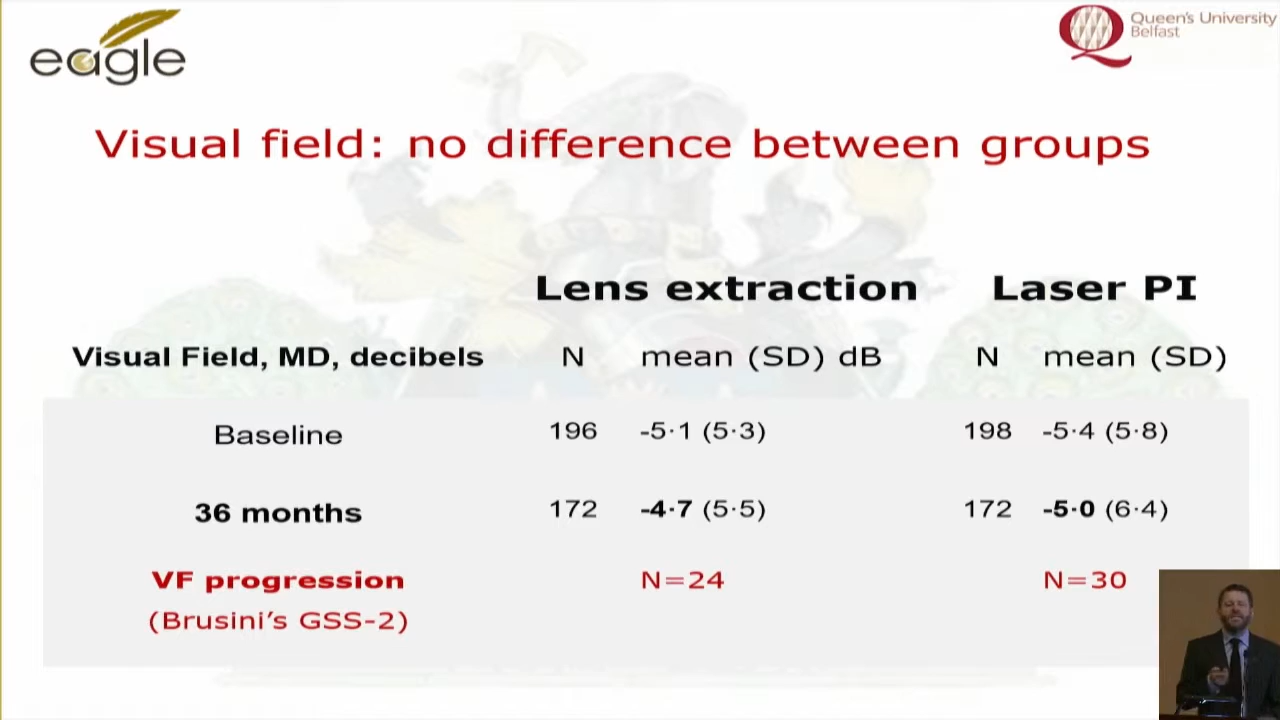 eagle
Queen's University
Belfast
Visual field: no difference between groups
Lens extraction Laser PI
Visual Field, MD, decibels N mean (SD) dB N mean (SD)
Baseline 196 -5·1 (5·3) 198 -5·4 (5·8)
36 months 172 -4·7 (5·5) 172 -5·0 (6·4)
VF progression N=24 N=30
(Brusini's GSS-2)